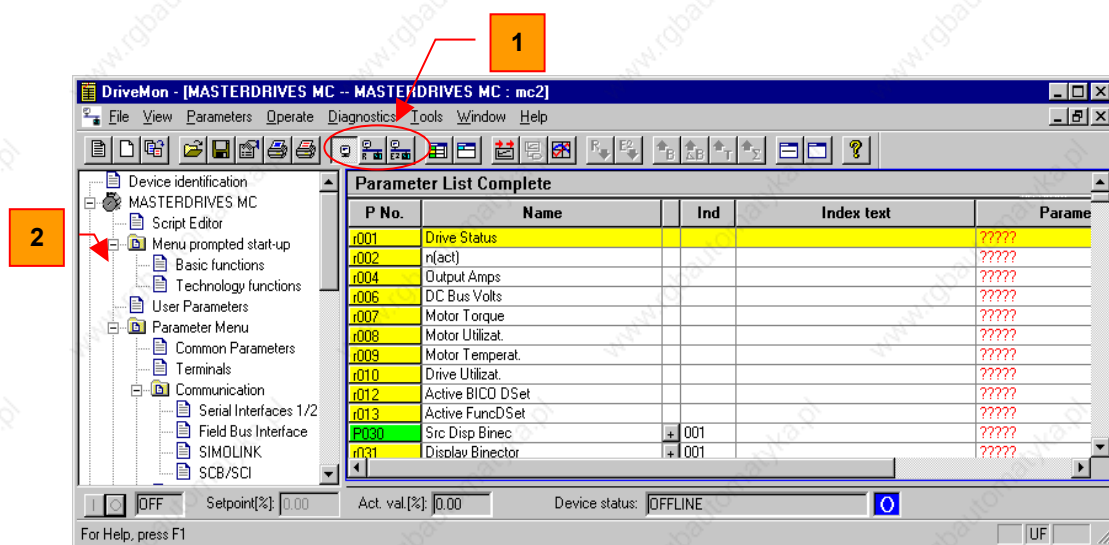 1
2
DriveMon - [MASTERDRIVES MC -- MASTERDRIVES MC : mc2]
File View Parameters Operate Diagnostics Tools Window Help
Device identification
MASTERDRIVES MC
Script Editor
Menu prompted start-up
Basic functions
Technology functions
User Parameters
Parameter Menu
Common Parameters
Terminals
Communication
Serial Interfaces 1/2
Field Bus Interface
SIMOLINK
SCB/SCI
Parameter List Complete
P No. Name Ind Index text Parame
r001 Drive Status ?????
r002 n(act) ?????
r004 Output Amps ?????
r006 DC Bus Volts ?????
r007 Motor Torque ?????
r008 Motor Utilizat. ?????
r009 Motor Temperat. ?????
r010 Drive Utilizat. ?????
r012 Active BICO DSet ?????
r013 Active FuncDSet ?????
P030 Src Disp Binec + 001 ?????
r031 Display Binector + 001 ?????
OFF Setpoint[%]: 0.00 Act. val.[%]: 0.00 Device status: OFFLINE
For Help, press F1 UF
www.rgbautomatyka.pl